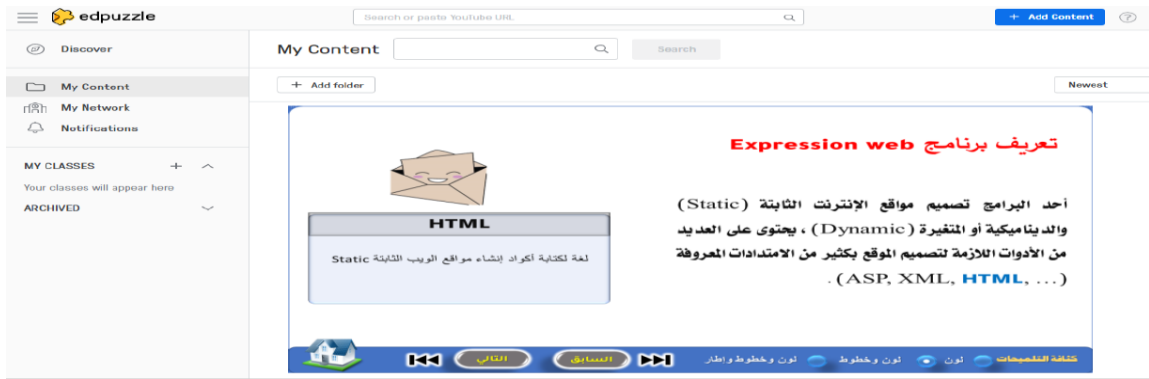 edpuzzle
Search or paste YouTube URL
+ Add Content
?
Discover
My Content
My Network
Notifications
MY CLASSES +
Your classes will appear here
ARCHIVED
My Content
Search
+ Add folder
Newest
تعريف برنامج Expression web
أحد البرامج تصميم مواقع الإنترنت الثابتة (Static)
والديناميكية أو المتغيرة (Dynamic) ، يحتوى على العديد
من الأدوات اللازمة لتصميم الموقع بكثير من الامتدادات المعروفة
(ASP, XML, HTML, ...) .
HTML
لغة لكتابة أكواد إنشاء مواقع الويب الثابتة Static
كثافة التلميحات لون لون وخطوط لون وخطوط وإطار
السابق
التالي